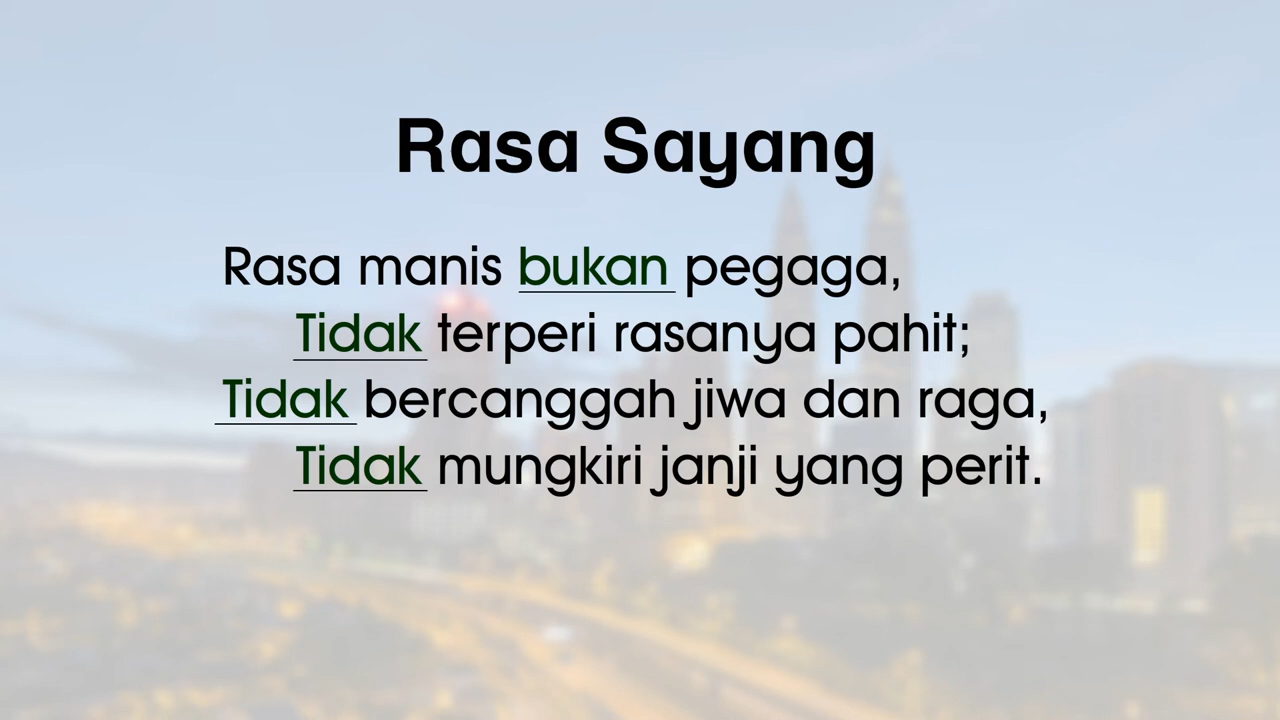 Rasa Sayang
Rasa manis bukan pegaga,
Tidak terperi rasanya pahit;
Tidak bercanggah jiwa dan raga,
Tidak mungkiri janji yang perit.